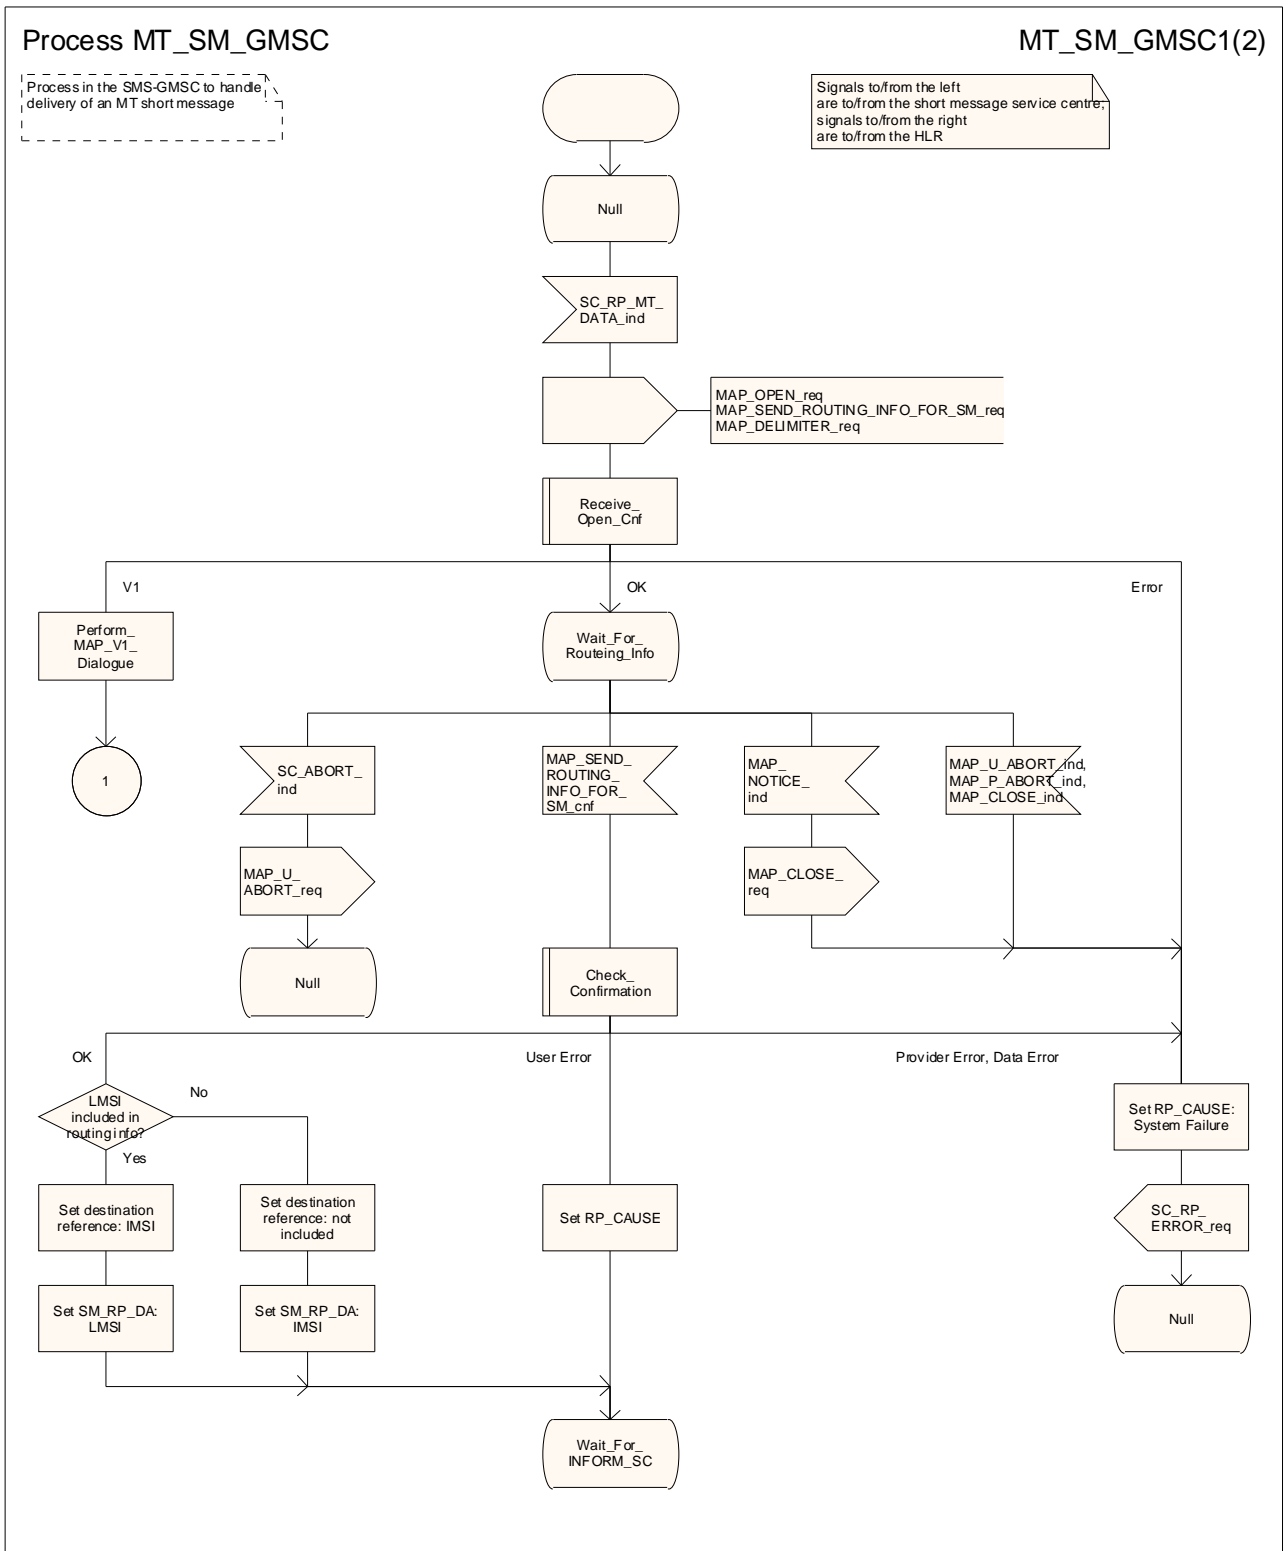 Process MT_SM_GMSC
MT_SM_GMSC1(2)
Process in the SMS-GMSC to handle
delivery of an MT short message
Signals to/from the left
are to/from the short message service centre;
signals to/from the right
are to/from the HLR
Null
SC_RP_MT_
DATA_ind
MAP_OPEN_req
MAP_SEND_ROUTING_INFO_FOR_SM_req
MAP_DELIMITER_req
Receive_
Open_Cnf
V1
OK
Error
Perform_
MAP_V1_
Dialogue
Wait_For_
Routeing_Info
1
SC_ABORT_
ind
MAP_SEND_
ROUTING_
INFO_FOR_
SM_cnf
MAP_
NOTICE_
ind
MAP_U_ABORT_ind,
MAP_P_ABORT_ind,
MAP_CLOSE_ind
MAP_U_
ABORT_req
MAP_CLOSE_
req
Null
Check_
Confirmation
OK
User Error
Provider Error, Data Error
LMSI
included in
routing info?
No
Yes
Set RP_CAUSE:
System Failure
Set destination
reference: IMSI
Set destination
reference: not
included
Set RP_CAUSE
SC_RP_
ERROR_req
Set SM_RP_DA:
LMSI
Set SM_RP_DA:
IMSI
Null
Wait_For_
INFORM_SC